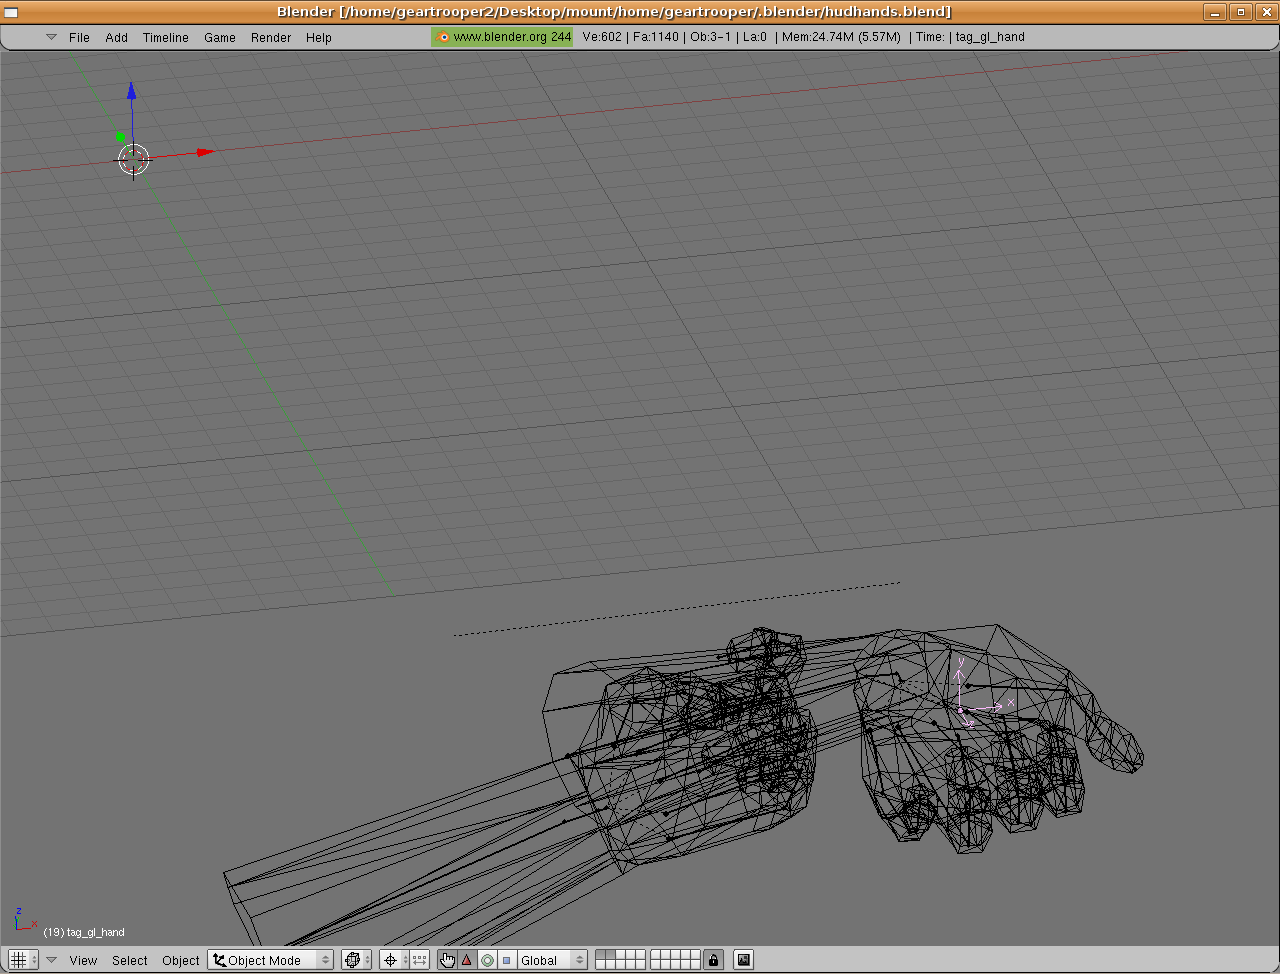 Blender [/home/geartrooper2/Desktop/mount/home/geartrooper/.blender/hudhands.blend]
File Add Timeline Game Render Help www.blender.org 244 Ve:602 | Fa:1140 | Ob:3-1 | La:0 | Mem:24.74M (5.57M) | Time: | tag_gl_hand
y
x
z
z
x
(19) tag_gl_hand
View Select Object Object Mode Global